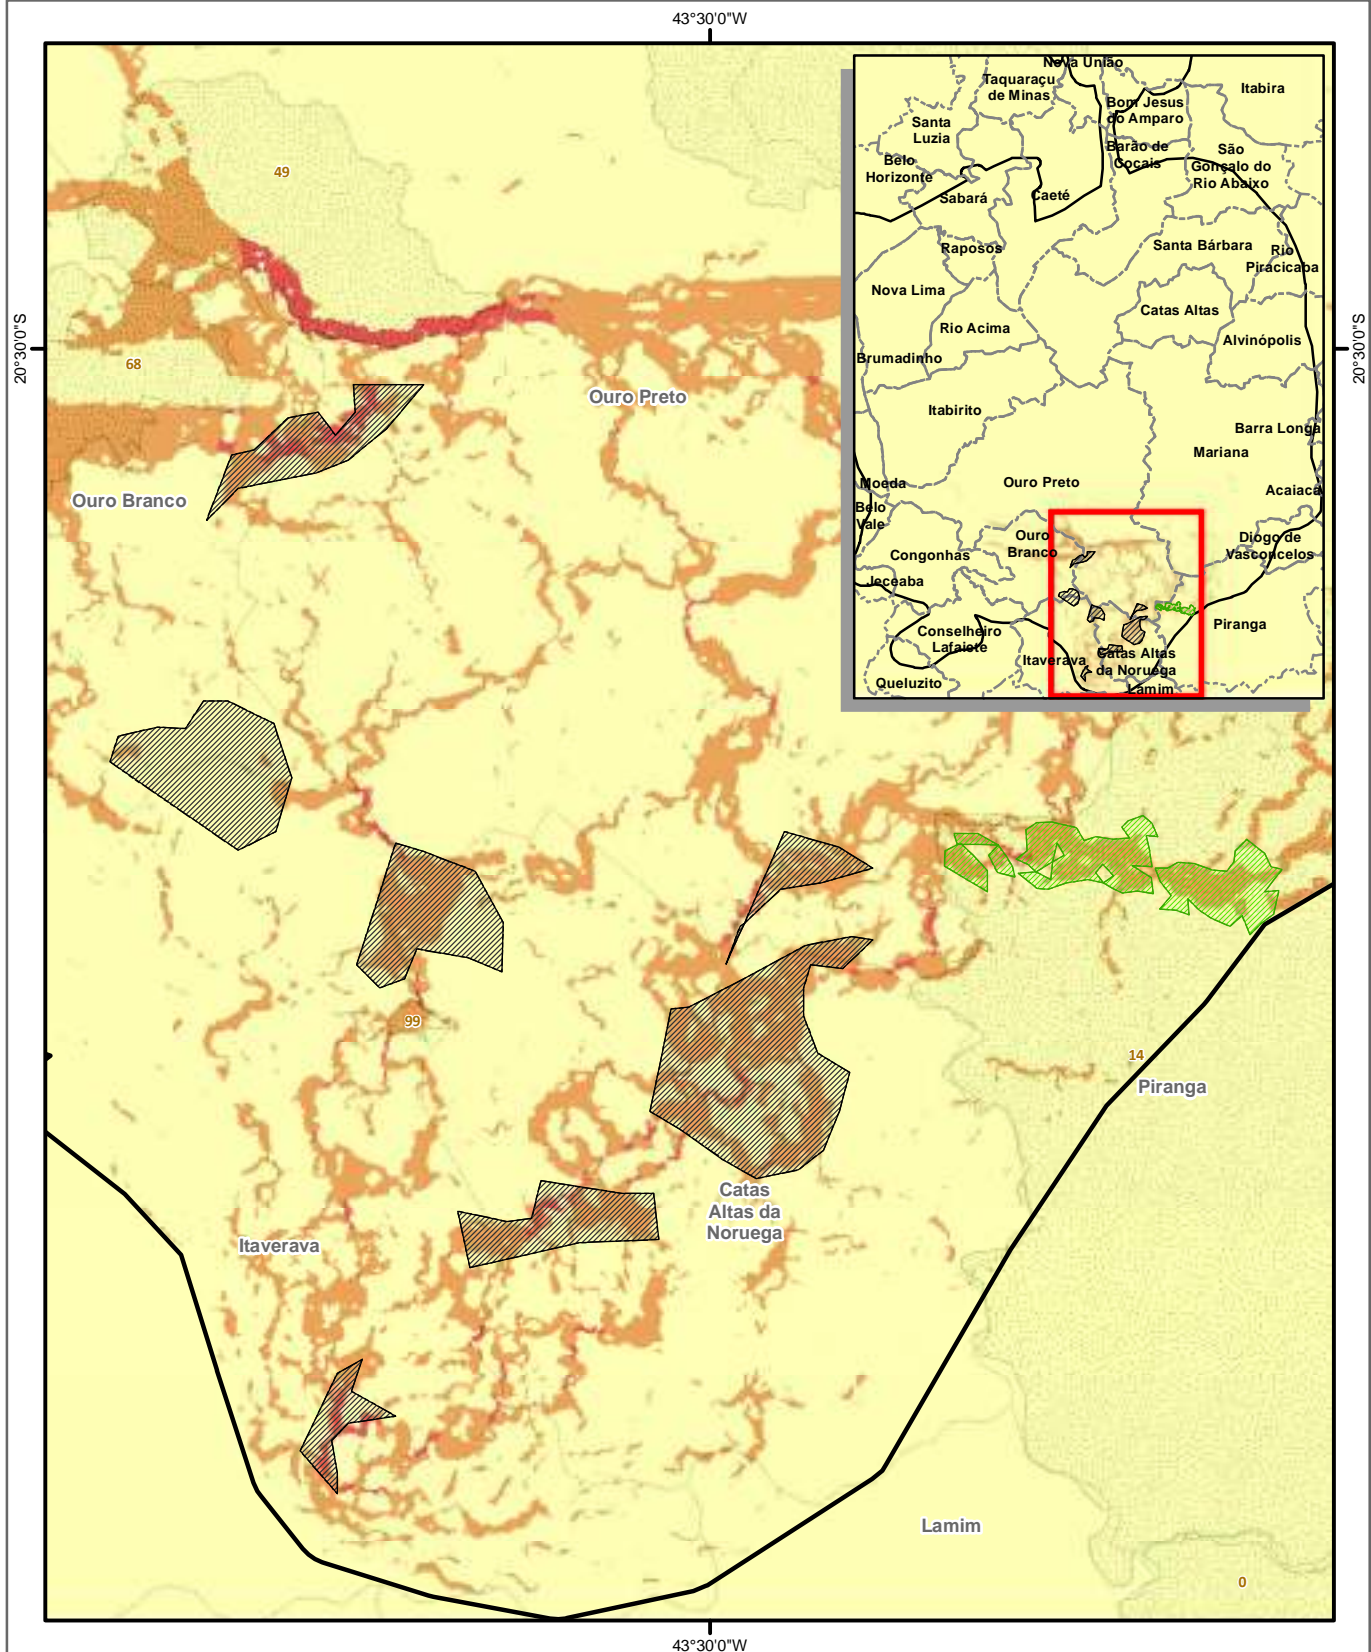 43°30'0"W
20°30'0"S
20°30'0"S
49
68
Ouro Preto
Ouro Branco
99
14
Piranga
Catas
Altas da
Noruega
Itaverava
Lamim
0
43°30'0"W
Nova União
Taquaraçu
de Minas
Itabira
Bom Jesus
do Amparo
Santa
Luzia
Barão de
Cocais
São
Gonçalo do
Rio Abaixo
Belo
Horizonte
Sabará
Caeté
Raposos
Santa Bárbara
Rio
Piracicaba
Nova Lima
Catas Altas
Rio Acima
Alvinópolis
Brumadinho
Itabirito
Barra Longa
Mariana
Moeda
Ouro Preto
Acaiaca
Belo
Vale
Ouro
Branco
Diogo de
Vasconcelos
Congonhas
Jeceaba
Piranga
Conselheiro
Lafaiete
Itaverava
Catas Altas
da Noruega
Queluzito
Lamim